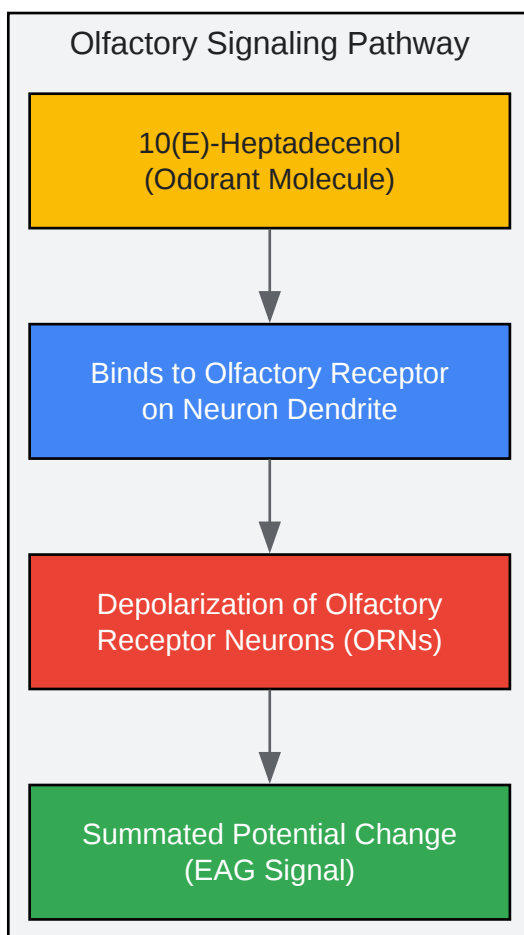 Olfactory Signaling Pathway
10(E)-Heptadecenol
(Odorant Molecule)
Binds to Olfactory Receptor
on Neuron Dendrite
Depolarization of Olfactory
Receptor Neurons (ORNs)
Summated Potential Change
(EAG Signal)